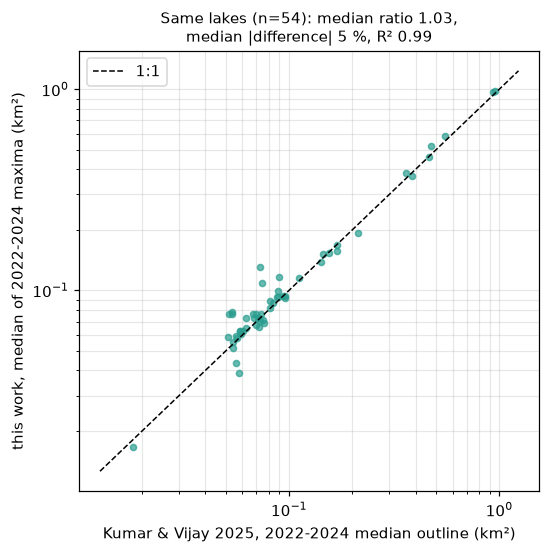 Same lakes (n=54): median ratio 1.03,
median |difference| 5 %, R² 0.99
1:1
this work, median of 2022-2024 maxima (km²)
10⁰
10⁻¹
10⁻¹
10⁰
Kumar & Vijay 2025, 2022-2024 median outline (km²)